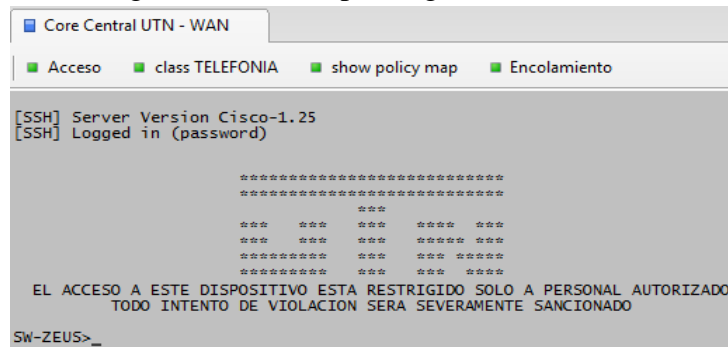 Core Central UTN - WAN
Acceso class TELEFONIA show policy map Encolamiento
[SSH] Server Version Cisco-1.25
[SSH] Logged in (password)
***************************
***************************
***
*** *** *** **** ***
*** *** *** ***** ***
********* *** *** *****
********* *** *** ****
EL ACCESO A ESTE DISPOSITIVO ESTA RESTRIGIDO SOLO A PERSONAL AUTORIZADO
TODO INTENTO DE VIOLACION SERA SEVERAMENTE SANCIONADO
SW-ZEUS>_